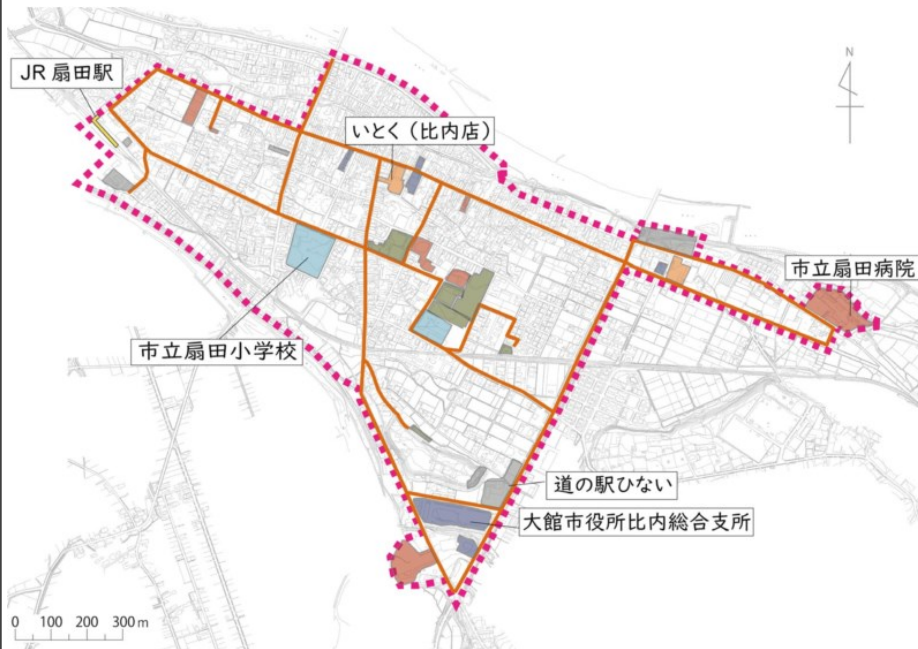 JR 扇田駅
いとく（比内店）
N
市立扇田病院
市立扇田小学校
道の駅ひない
大館市役所比内総合支所
0 100 200 300 m